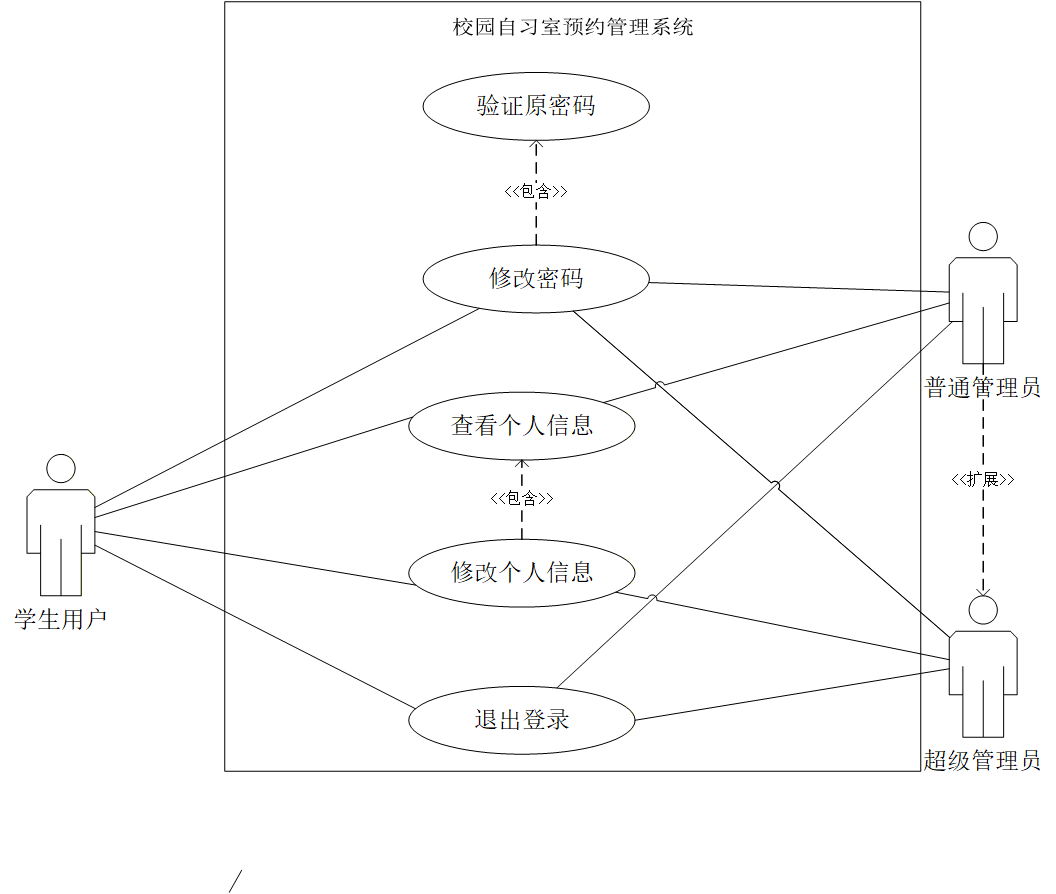 校园自习室预约管理系统
验证原密码
<<包含>>
修改密码
普通管理员
查看个人信息
<<扩展>>
<<包含>>
修改个人信息
学生用户
退出登录
超级管理员